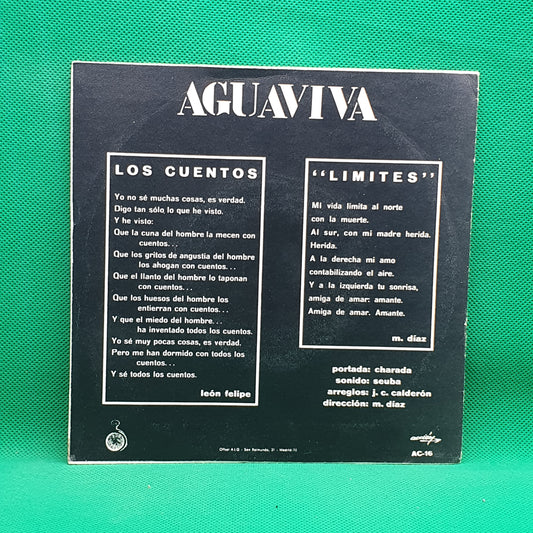 AGUAVIVA
LOS CUENTOS
Yo no sé muchas cosas, es verdad.
Digo tan sólo lo que he visto.
Y he visto:
Que la cuna del hombre la mecen con
cuentos...
Que los gritos de angustia del hombre
los ahogan con cuentos...
Que el llanto del hombre lo taponan
con cuentos...
Que los huesos del hombre los
entierran con cuentos...
Y que el miedo del hombre...
ha inventado todos los cuentos.
Yo sé muy pocas cosas, es verdad.
Pero me han dormido con todos los
cuentos...
Y sé todos los cuentos.
león felipe
"LIMITES"
Mi vida limita al norte
con la muerte.
Al sur, con mi madre herida.
Herida.
A la derecha mi amo
contabilizando el aire.
Y a la izquierda tu sonrisa,
amiga de amar: amante.
Amiga de amar. Amante.
m. díaz
portada: charada
sonido: seuba
arreglos: j. c. calderón
dirección: m. díaz
AC-16